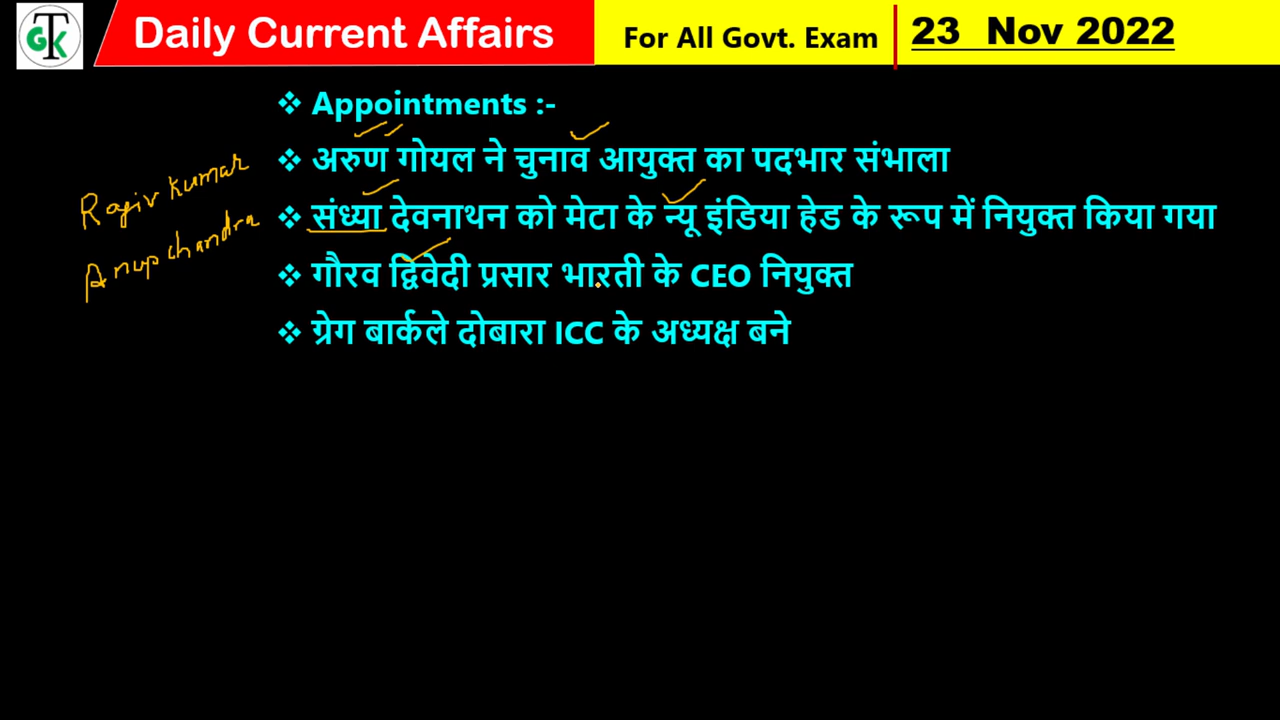 TGK
Daily Current Affairs
For All Govt. Exam
23 Nov 2022
❖ Appointments :-
❖ अरुण गोयल ने चुनाव आयुक्त का पदभार संभाला
❖ संध्या देवनाथन को मेटा के न्यू इंडिया हेड के रूप में नियुक्त किया गया
❖ गौरव द्विवेदी प्रसार भारती के CEO नियुक्त
❖ ग्रेग बार्कले दोबारा ICC के अध्यक्ष बने
Rajiv kumar
Anup chandra